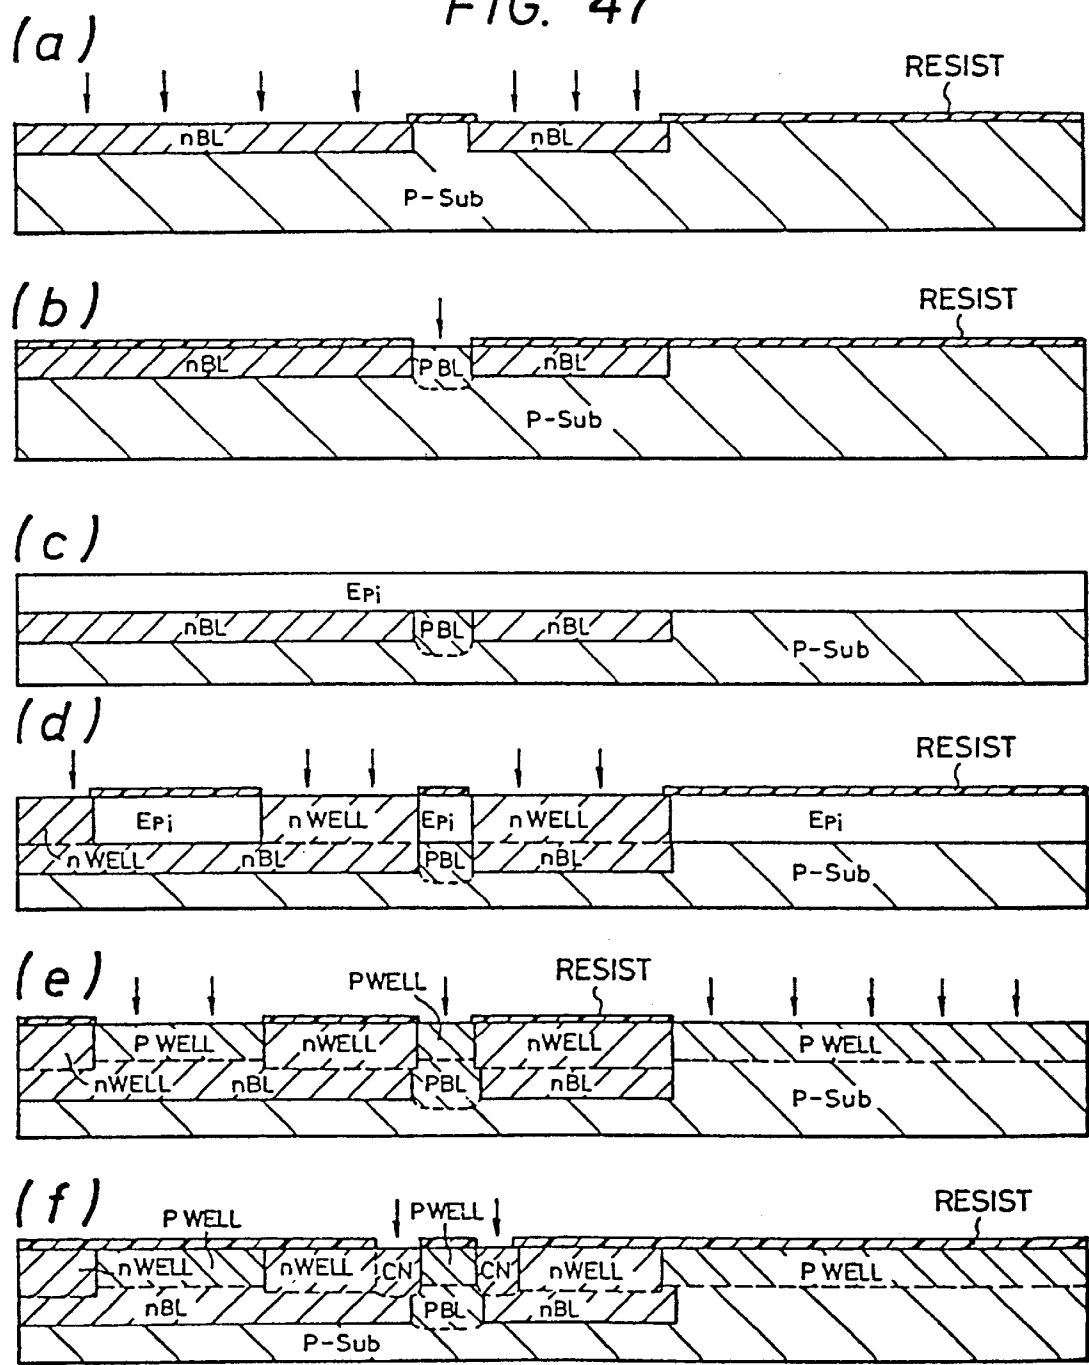 FIG. 47
(a)
RESIST
nBL
nBL
P-Sub
(b)
RESIST
nBL
PBL
nBL
P-Sub
(c)
EPi
nBL
PBL
nBL
P-Sub
(d)
RESIST
EPi
nWELL
EPi
nWELL
EPi
nWELL
nBL
PBL
nBL
P-Sub
(e)
PWELL
RESIST
P WELL
nWELL
nWELL
P WELL
nWELL
nBL
PBL
nBL
P-Sub
(f)
PWELL
PWELL
RESIST
nWELL
nWELL
CN
CN
nWELL
P WELL
nBL
PBL
nBL
P-Sub